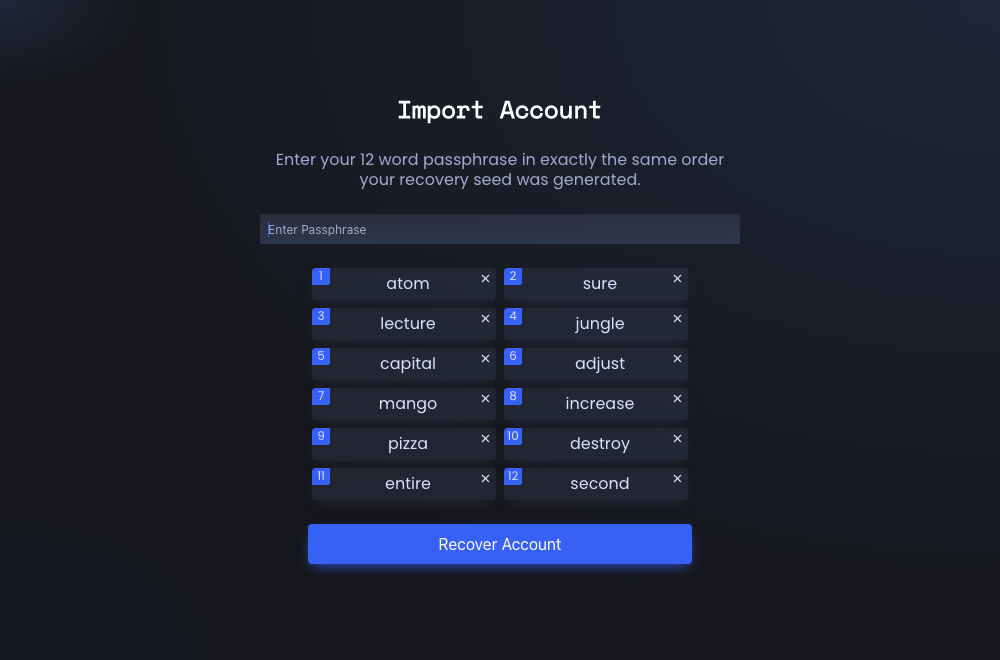 Import Account
Enter your 12 word passphrase in exactly the same order
your recovery seed was generated.
Enter Passphrase
1 atom × 2 sure ×
3 lecture × 4 jungle ×
5 capital × 6 adjust ×
7 mango × 8 increase ×
9 pizza × 10 destroy ×
11 entire × 12 second ×
Recover Account